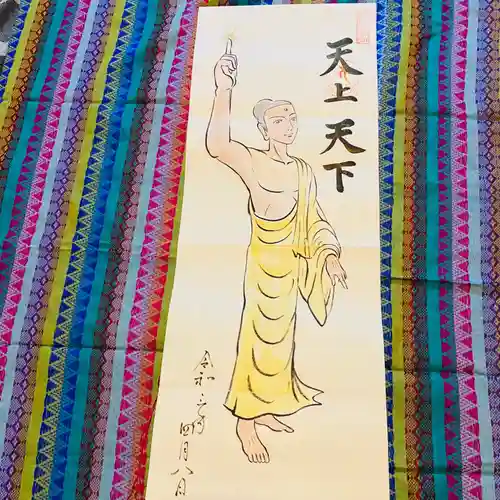 天上天下
令和三年
四月八日